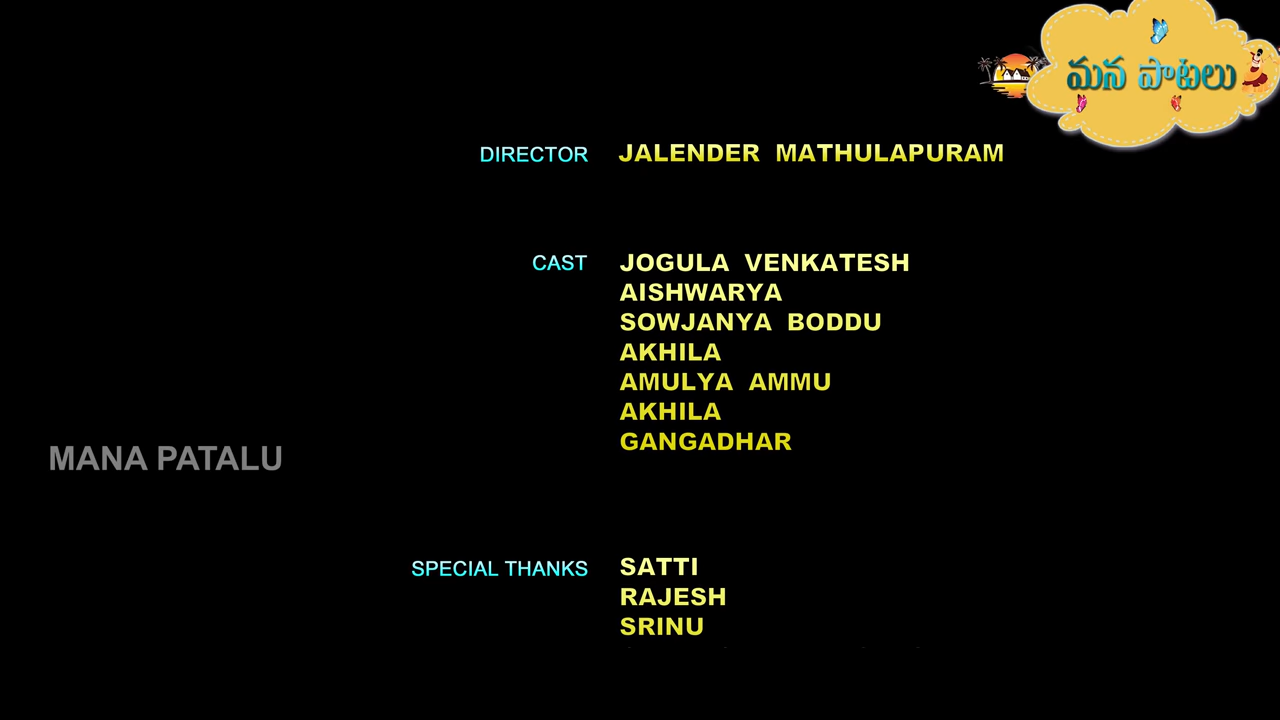 మన పాటలు
DIRECTOR JALENDER MATHULAPURAM
CAST JOGULA VENKATESH
AISHWARYA
SOWJANYA BODDU
AKHILA
AMULYA AMMU
AKHILA
GANGADHAR
MANA PATALU
SPECIAL THANKS SATTI
RAJESH
SRINU